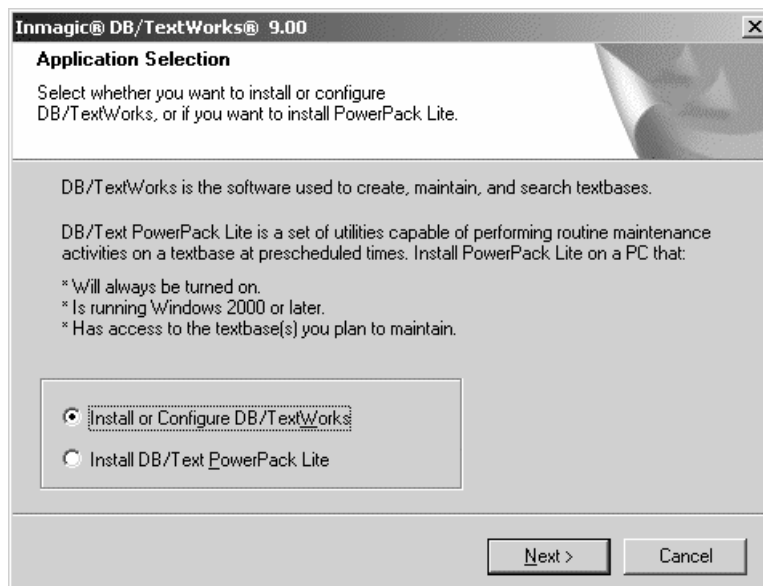 Inmagic® DB/TextWorks® 9.00
Application Selection
Select whether you want to install or configure
DB/TextWorks, or if you want to install PowerPack Lite.
DB/TextWorks is the software used to create, maintain, and search textbases.
DB/Text PowerPack Lite is a set of utilities capable of performing routine maintenance
activities on a textbase at prescheduled times. Install PowerPack Lite on a PC that:
* Will always be turned on.
* Is running Windows 2000 or later.
* Has access to the textbase(s) you plan to maintain.
Install or Configure DB/TextWorks
Install DB/Text PowerPack Lite
Next >
Cancel